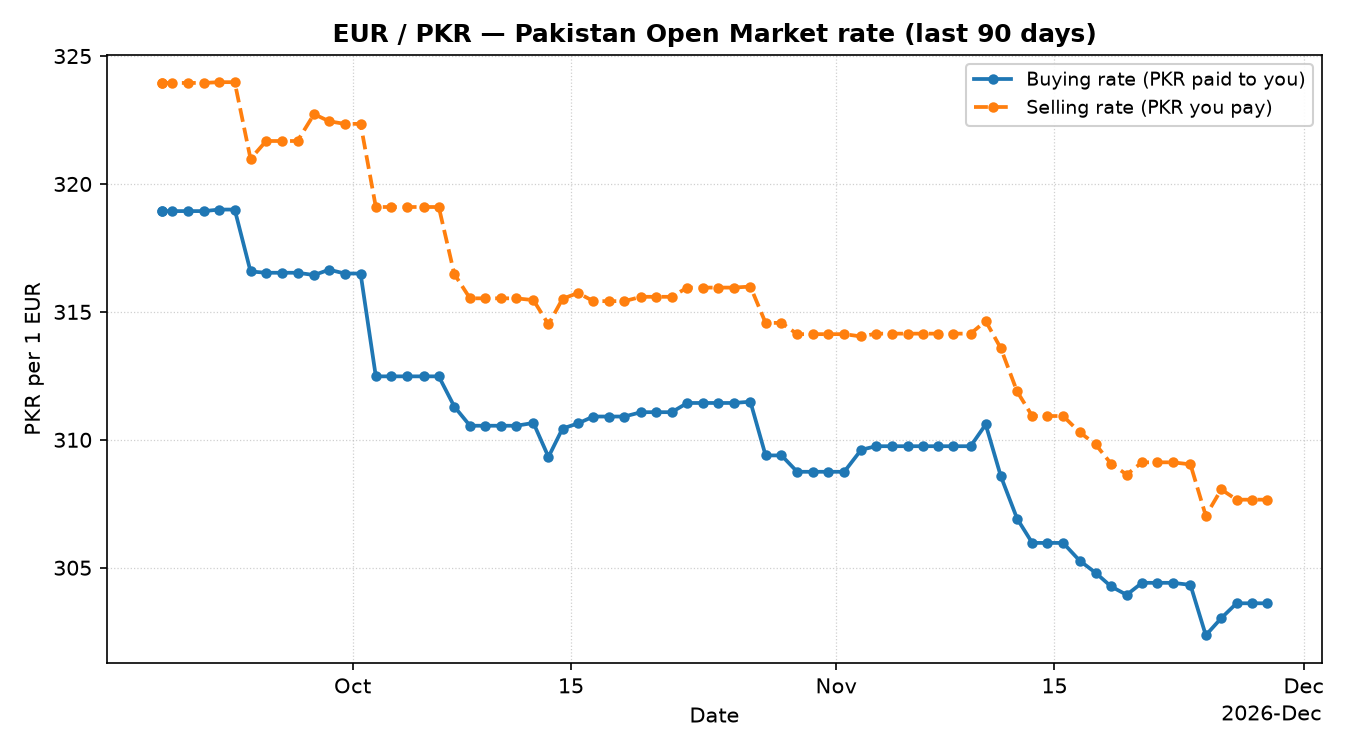 EUR / PKR — Pakistan Open Market rate (last 90 days)
325
320
315
310
305
PKR per 1 EUR
Buying rate (PKR paid to you)
Selling rate (PKR you pay)
Oct
15
Nov
15
Dec
2026-Dec
Date